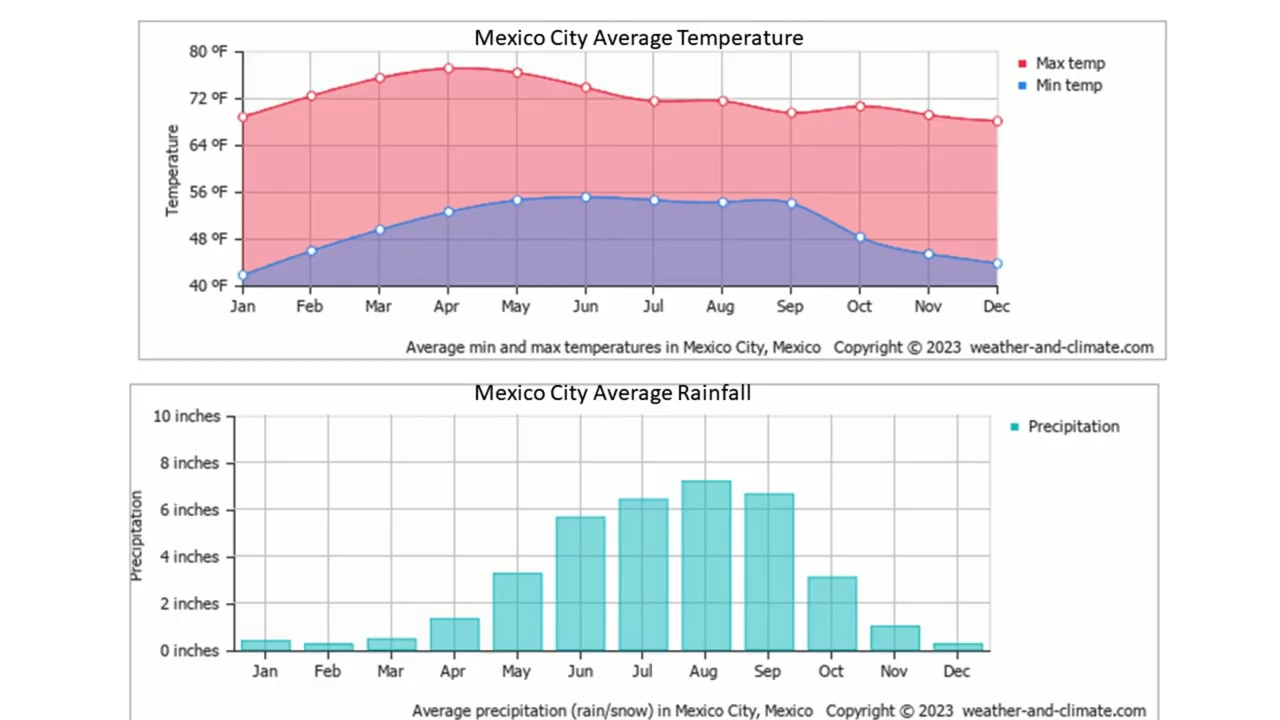 Mexico City Average Temperature
80 ºF
72 ºF
64 ºF
56 ºF
48 ºF
40 ºF
Temperature
Jan Feb Mar Apr May Jun Jul Aug Sep Oct Nov Dec
Max temp
Min temp
Average min and max temperatures in Mexico City, Mexico Copyright © 2023 weather-and-climate.com
Mexico City Average Rainfall
10 inches
8 inches
6 inches
4 inches
2 inches
0 inches
Precipitation
Jan Feb Mar Apr May Jun Jul Aug Sep Oct Nov Dec
Precipitation
Average precipitation (rain/snow) in Mexico City, Mexico Copyright © 2023 weather-and-climate.com